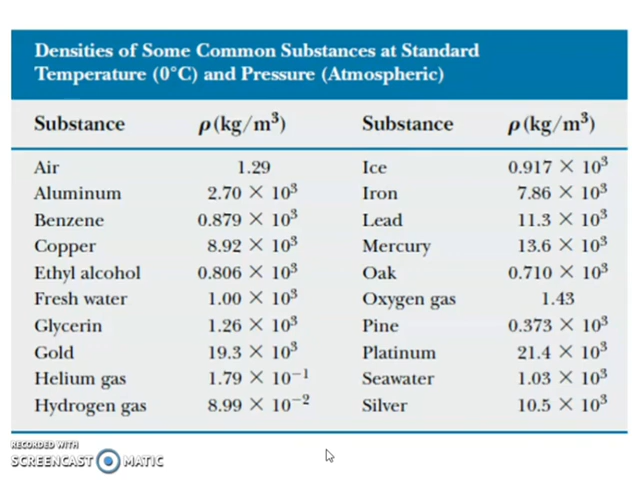 Densities of Some Common Substances at Standard
Temperature (0°C) and Pressure (Atmospheric)
Substance ρ(kg/m³) Substance ρ(kg/m³)
Air 1.29 Ice 0.917 × 10³
Aluminum 2.70 × 10³ Iron 7.86 × 10³
Benzene 0.879 × 10³ Lead 11.3 × 10³
Copper 8.92 × 10³ Mercury 13.6 × 10³
Ethyl alcohol 0.806 × 10³ Oak 0.710 × 10³
Fresh water 1.00 × 10³ Oxygen gas 1.43
Glycerin 1.26 × 10³ Pine 0.373 × 10³
Gold 19.3 × 10³ Platinum 21.4 × 10³
Helium gas 1.79 × 10⁻¹ Seawater 1.03 × 10³
Hydrogen gas 8.99 × 10⁻² Silver 10.5 × 10³
RECORDED WITH
SCREENCAST MATIC